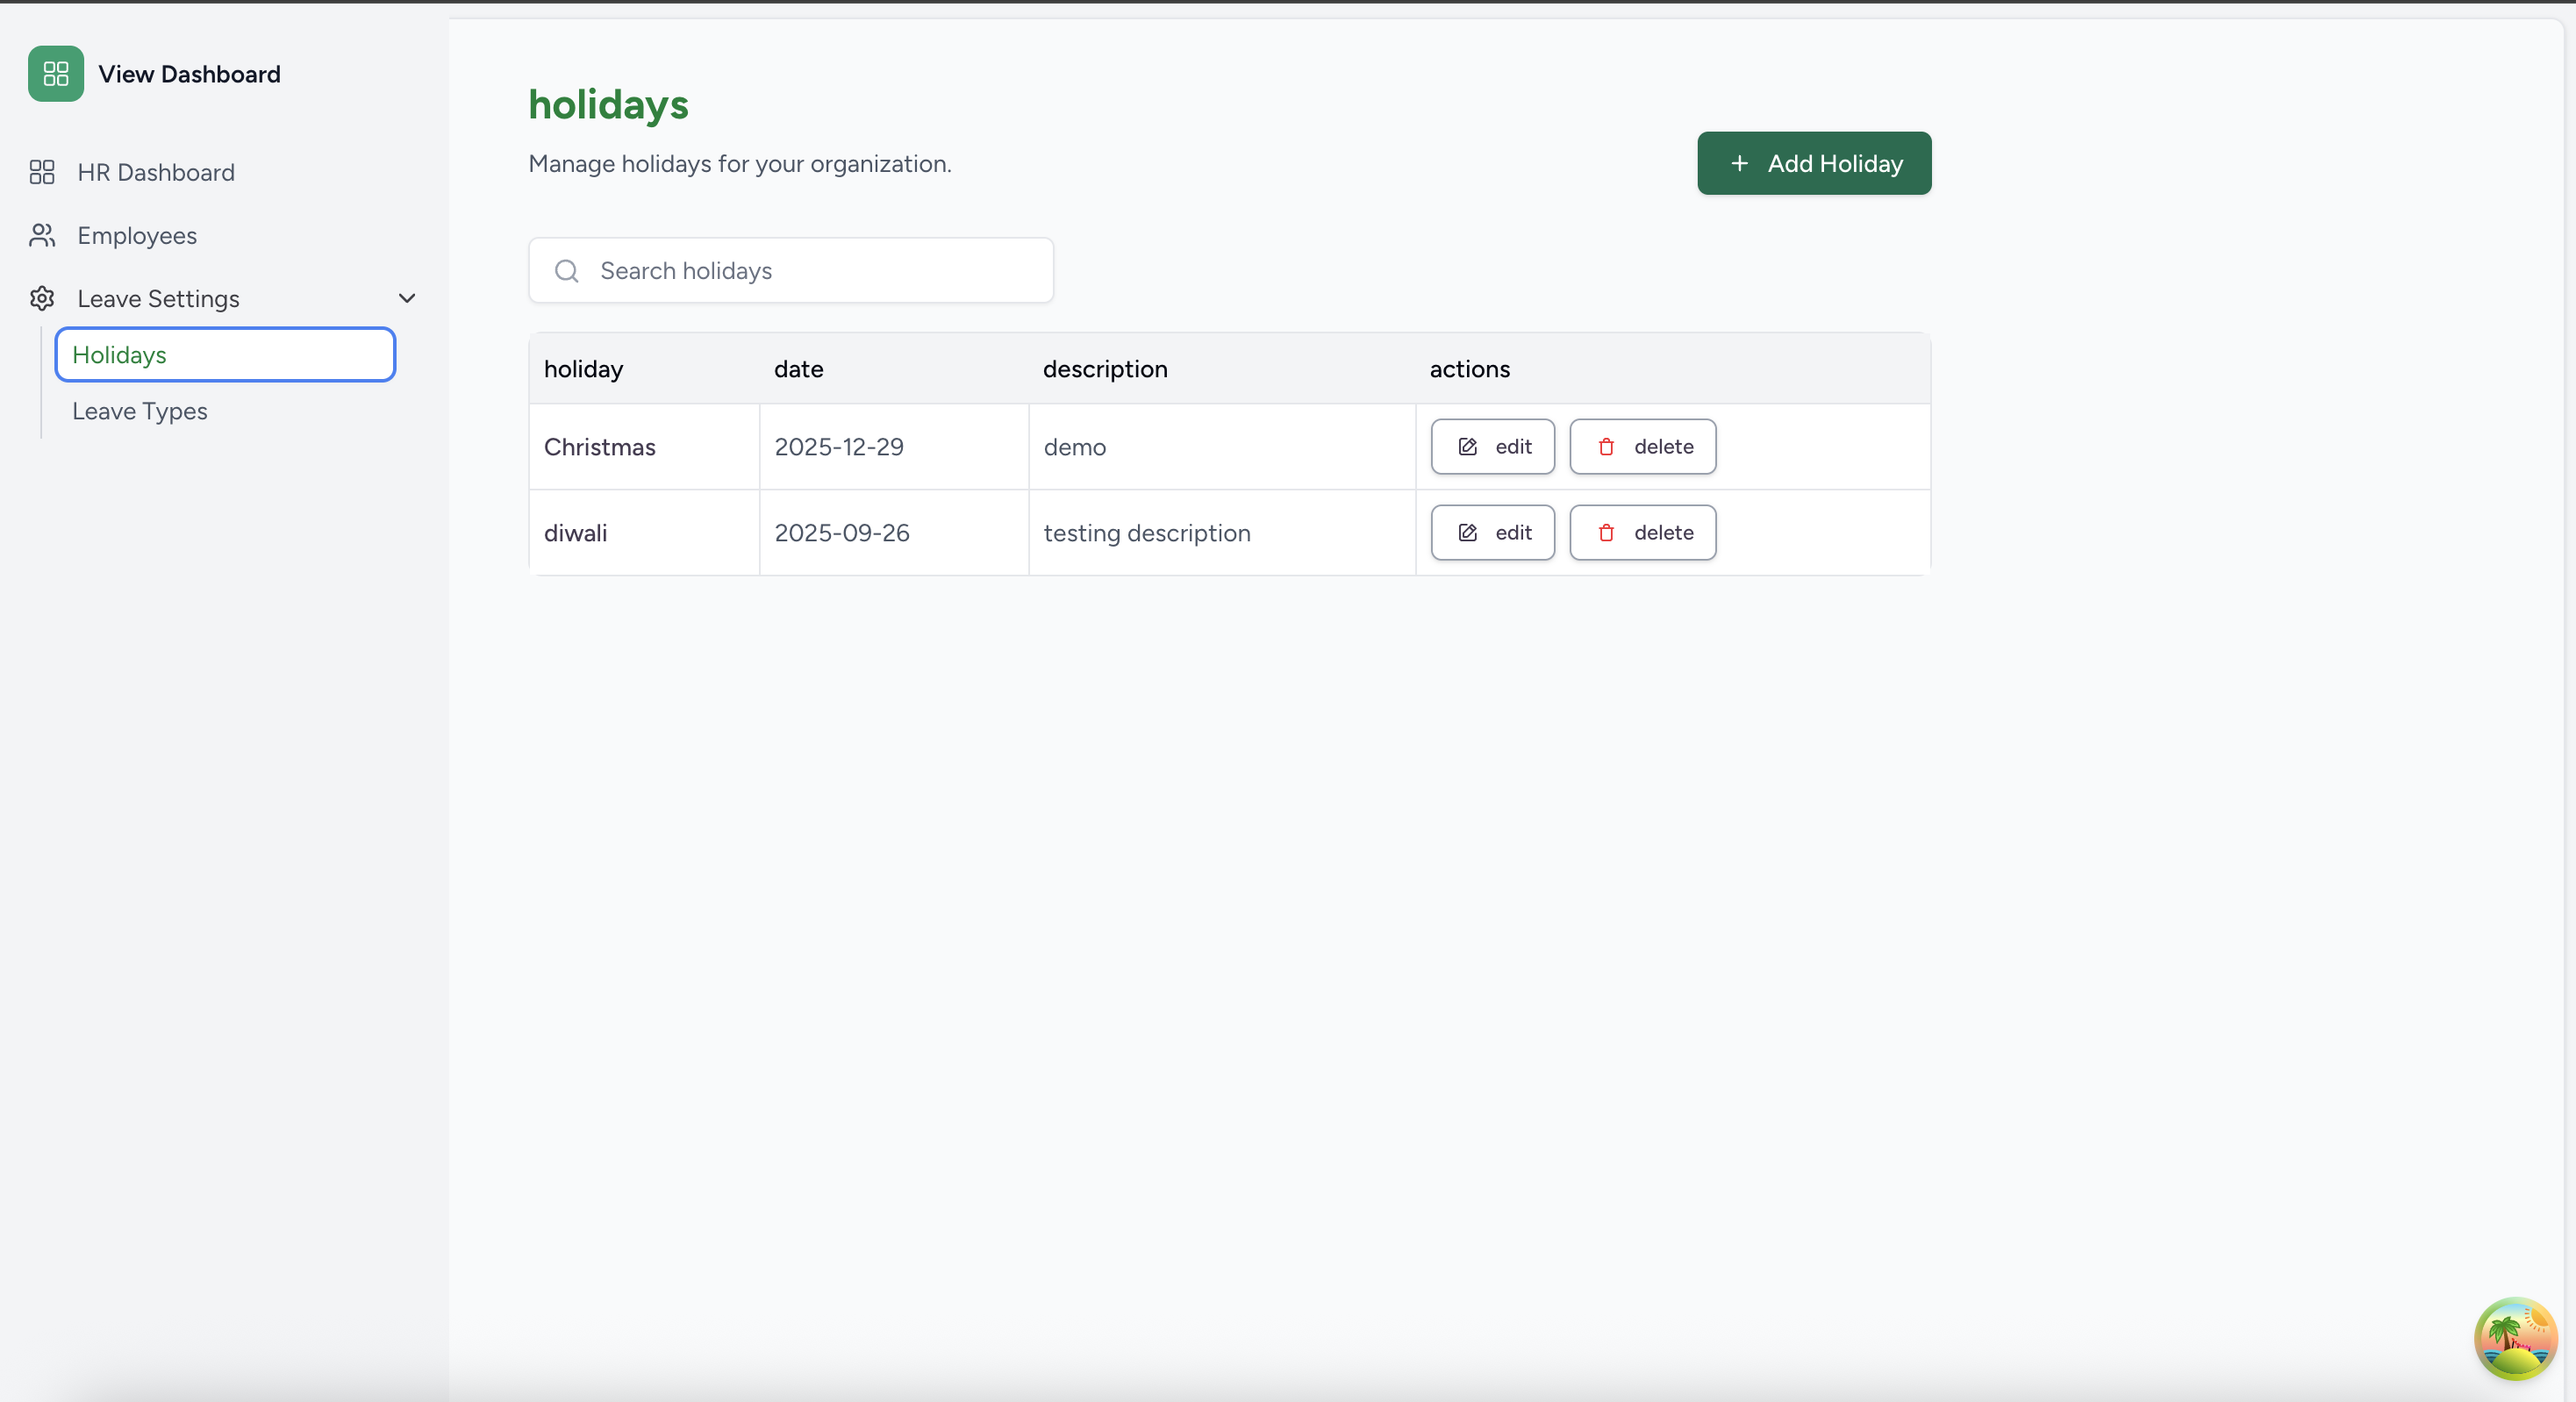 View Dashboard
HR Dashboard
Employees
Leave Settings
Holidays
Leave Types
holidays
Manage holidays for your organization.
+ Add Holiday
Search holidays
holiday date description actions
Christmas 2025-12-29 demo edit delete
diwali 2025-09-26 testing description edit delete